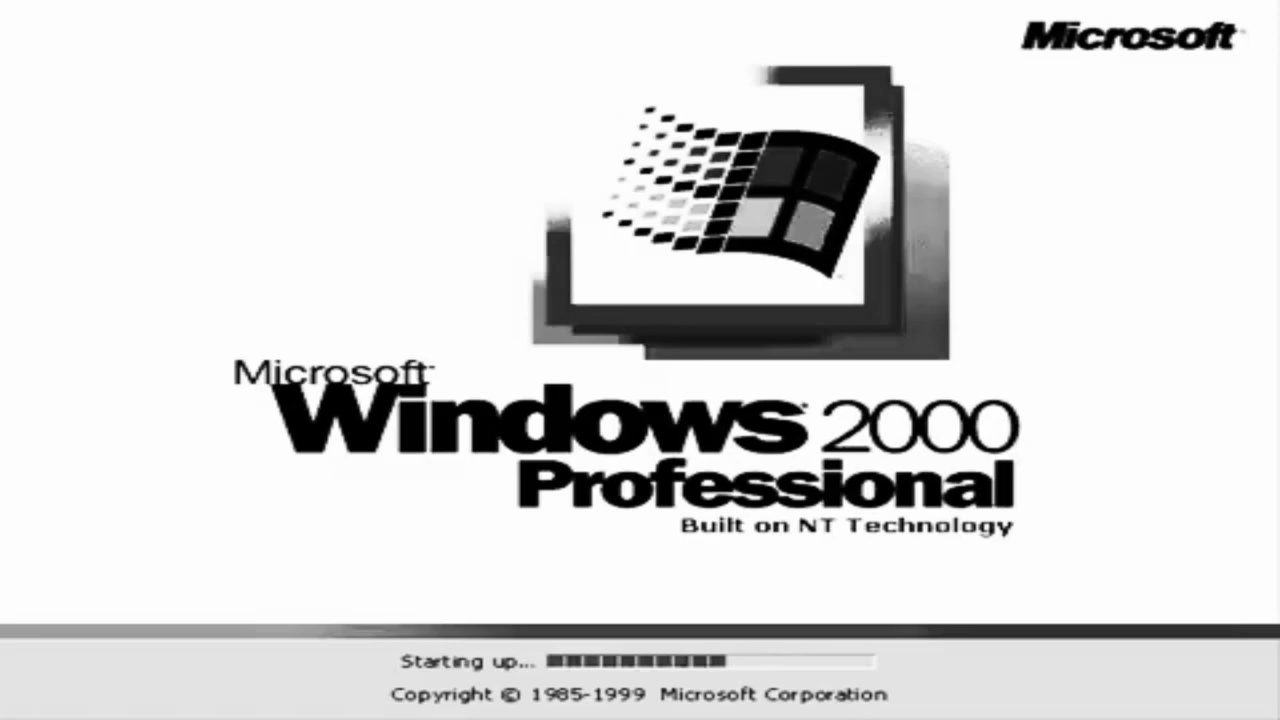 Microsoft
Microsoft
Windows 2000
Professional
Built on NT Technology
Starting up...
Copyright © 1985-1999 Microsoft Corporation